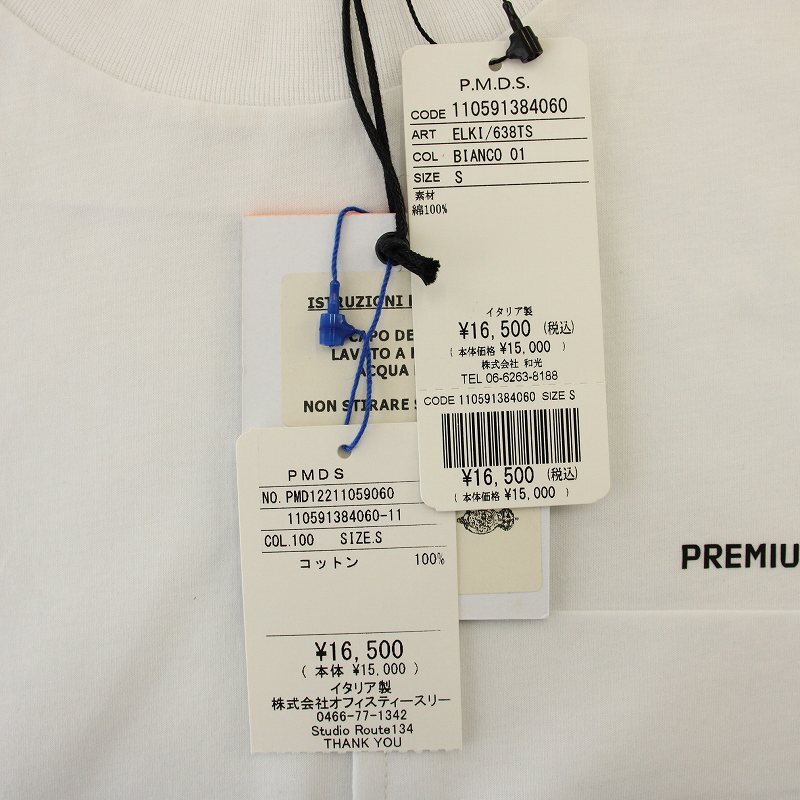 P.M.D.S.
CODE 110591384060
ART ELKI/638TS
COL BIANCO 01
SIZE S
素材
綿100%
イタリア製
¥16,500 (税込)
( 本体価格 ¥15,000 )
株式会社 和光
TEL 06-6263-8188
CODE 110591384060 SIZE S
¥16,500 (税込)
( 本体価格 ¥15,000 )
ISTRUZIONI
CAPO DE
LAVATO A
ACQUA
NON STIRARE S
PMDS
NO. PMD12211059060
110591384060-11
COL.100 SIZE.S
コットン 100%
¥16,500
( 本体 ¥15,000 )
イタリア製
株式会社オフィスティースリー
0466-77-1342
Studio Route134
THANK YOU
PREMIU